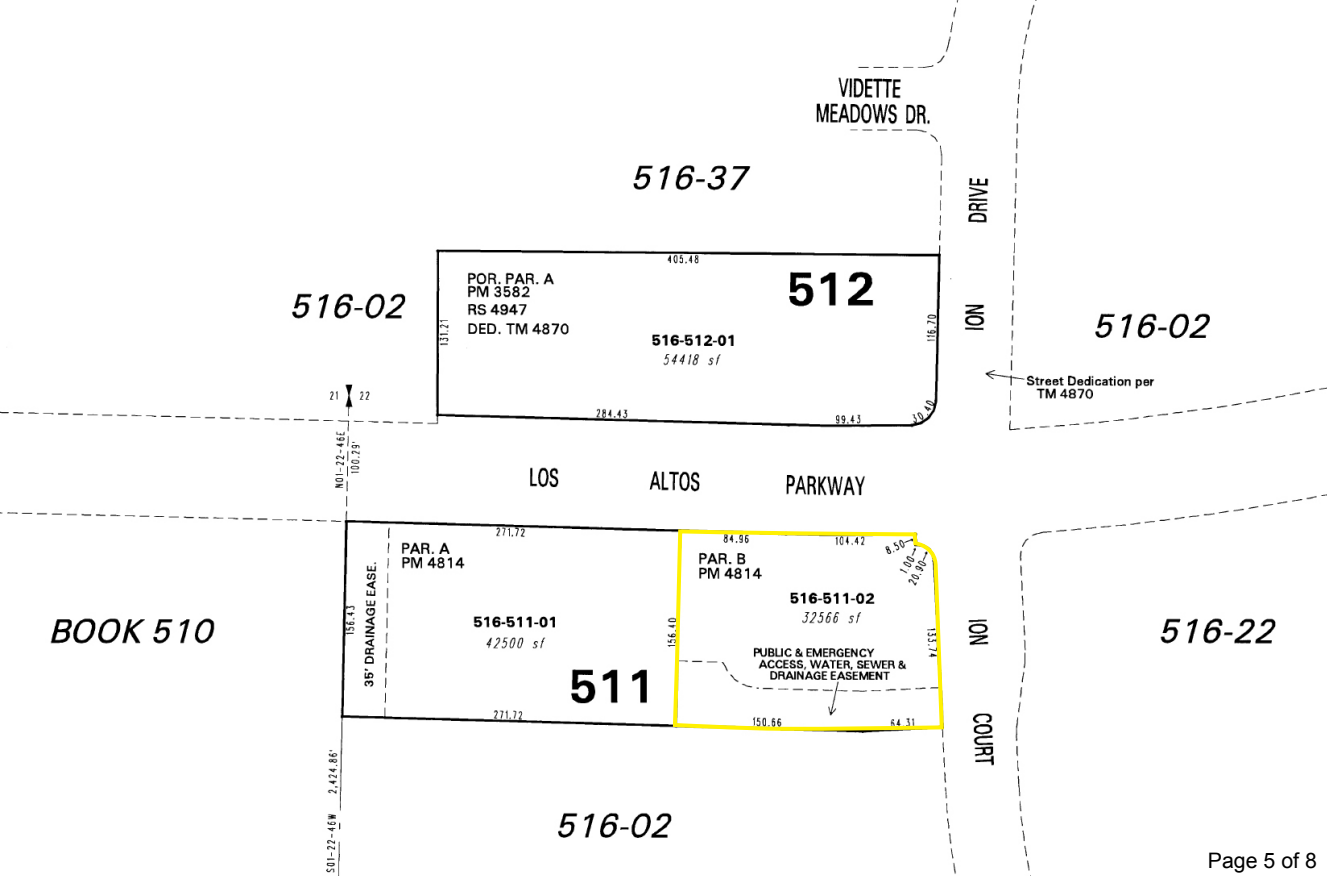 VIDETTE
MEADOWS DR.
516-37
DRIVE
405.48
POR. PAR. A
PM 3582
RS 4947
DED. TM 4870
512
516-02
131.21
516-512-01
54418 sf
116.70
ION
516-02
Street Dedication per
TM 4870
21 22
284.43
99.43
30.40
N01-22-46E
100.29'
LOS ALTOS PARKWAY
271.72
84.96
104.42
8.50
1.00
20.90
PAR. A
PM 4814
PAR. B
PM 4814
35' DRAINAGE EASE.
156.43
516-511-01
42500 sf
156.40
516-511-02
32566 sf
133.74
ION
BOOK 510
516-22
PUBLIC & EMERGENCY
ACCESS, WATER, SEWER &
DRAINAGE EASEMENT
511
271.72
150.66
64.31
COURT
S01-22-46W 2,424.86'
516-02
Page 5 of 8